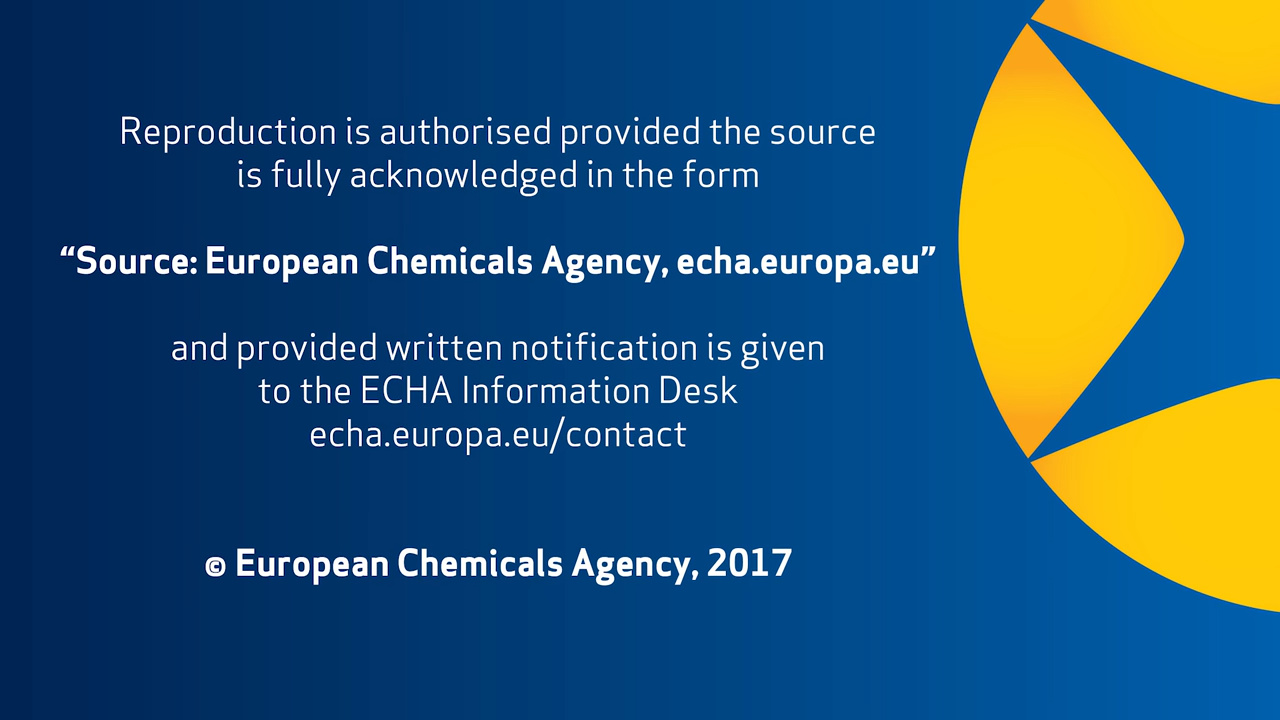 Reproduction is authorised provided the source
is fully acknowledged in the form
“Source: European Chemicals Agency, echa.europa.eu”
and provided written notification is given
to the ECHA Information Desk
echa.europa.eu/contact
© European Chemicals Agency, 2017